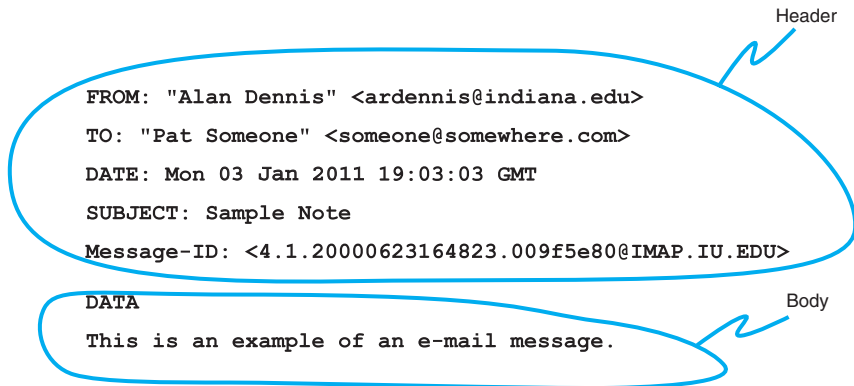 Header
FROM: "Alan Dennis" <ardennis@indiana.edu>
TO: "Pat Someone" <someone@somewhere.com>
DATE: Mon 03 Jan 2011 19:03:03 GMT
SUBJECT: Sample Note
Message-ID: <4.1.20000623164823.009f5e80@IMAP.IU.EDU>
DATA
Body
This is an example of an e-mail message.